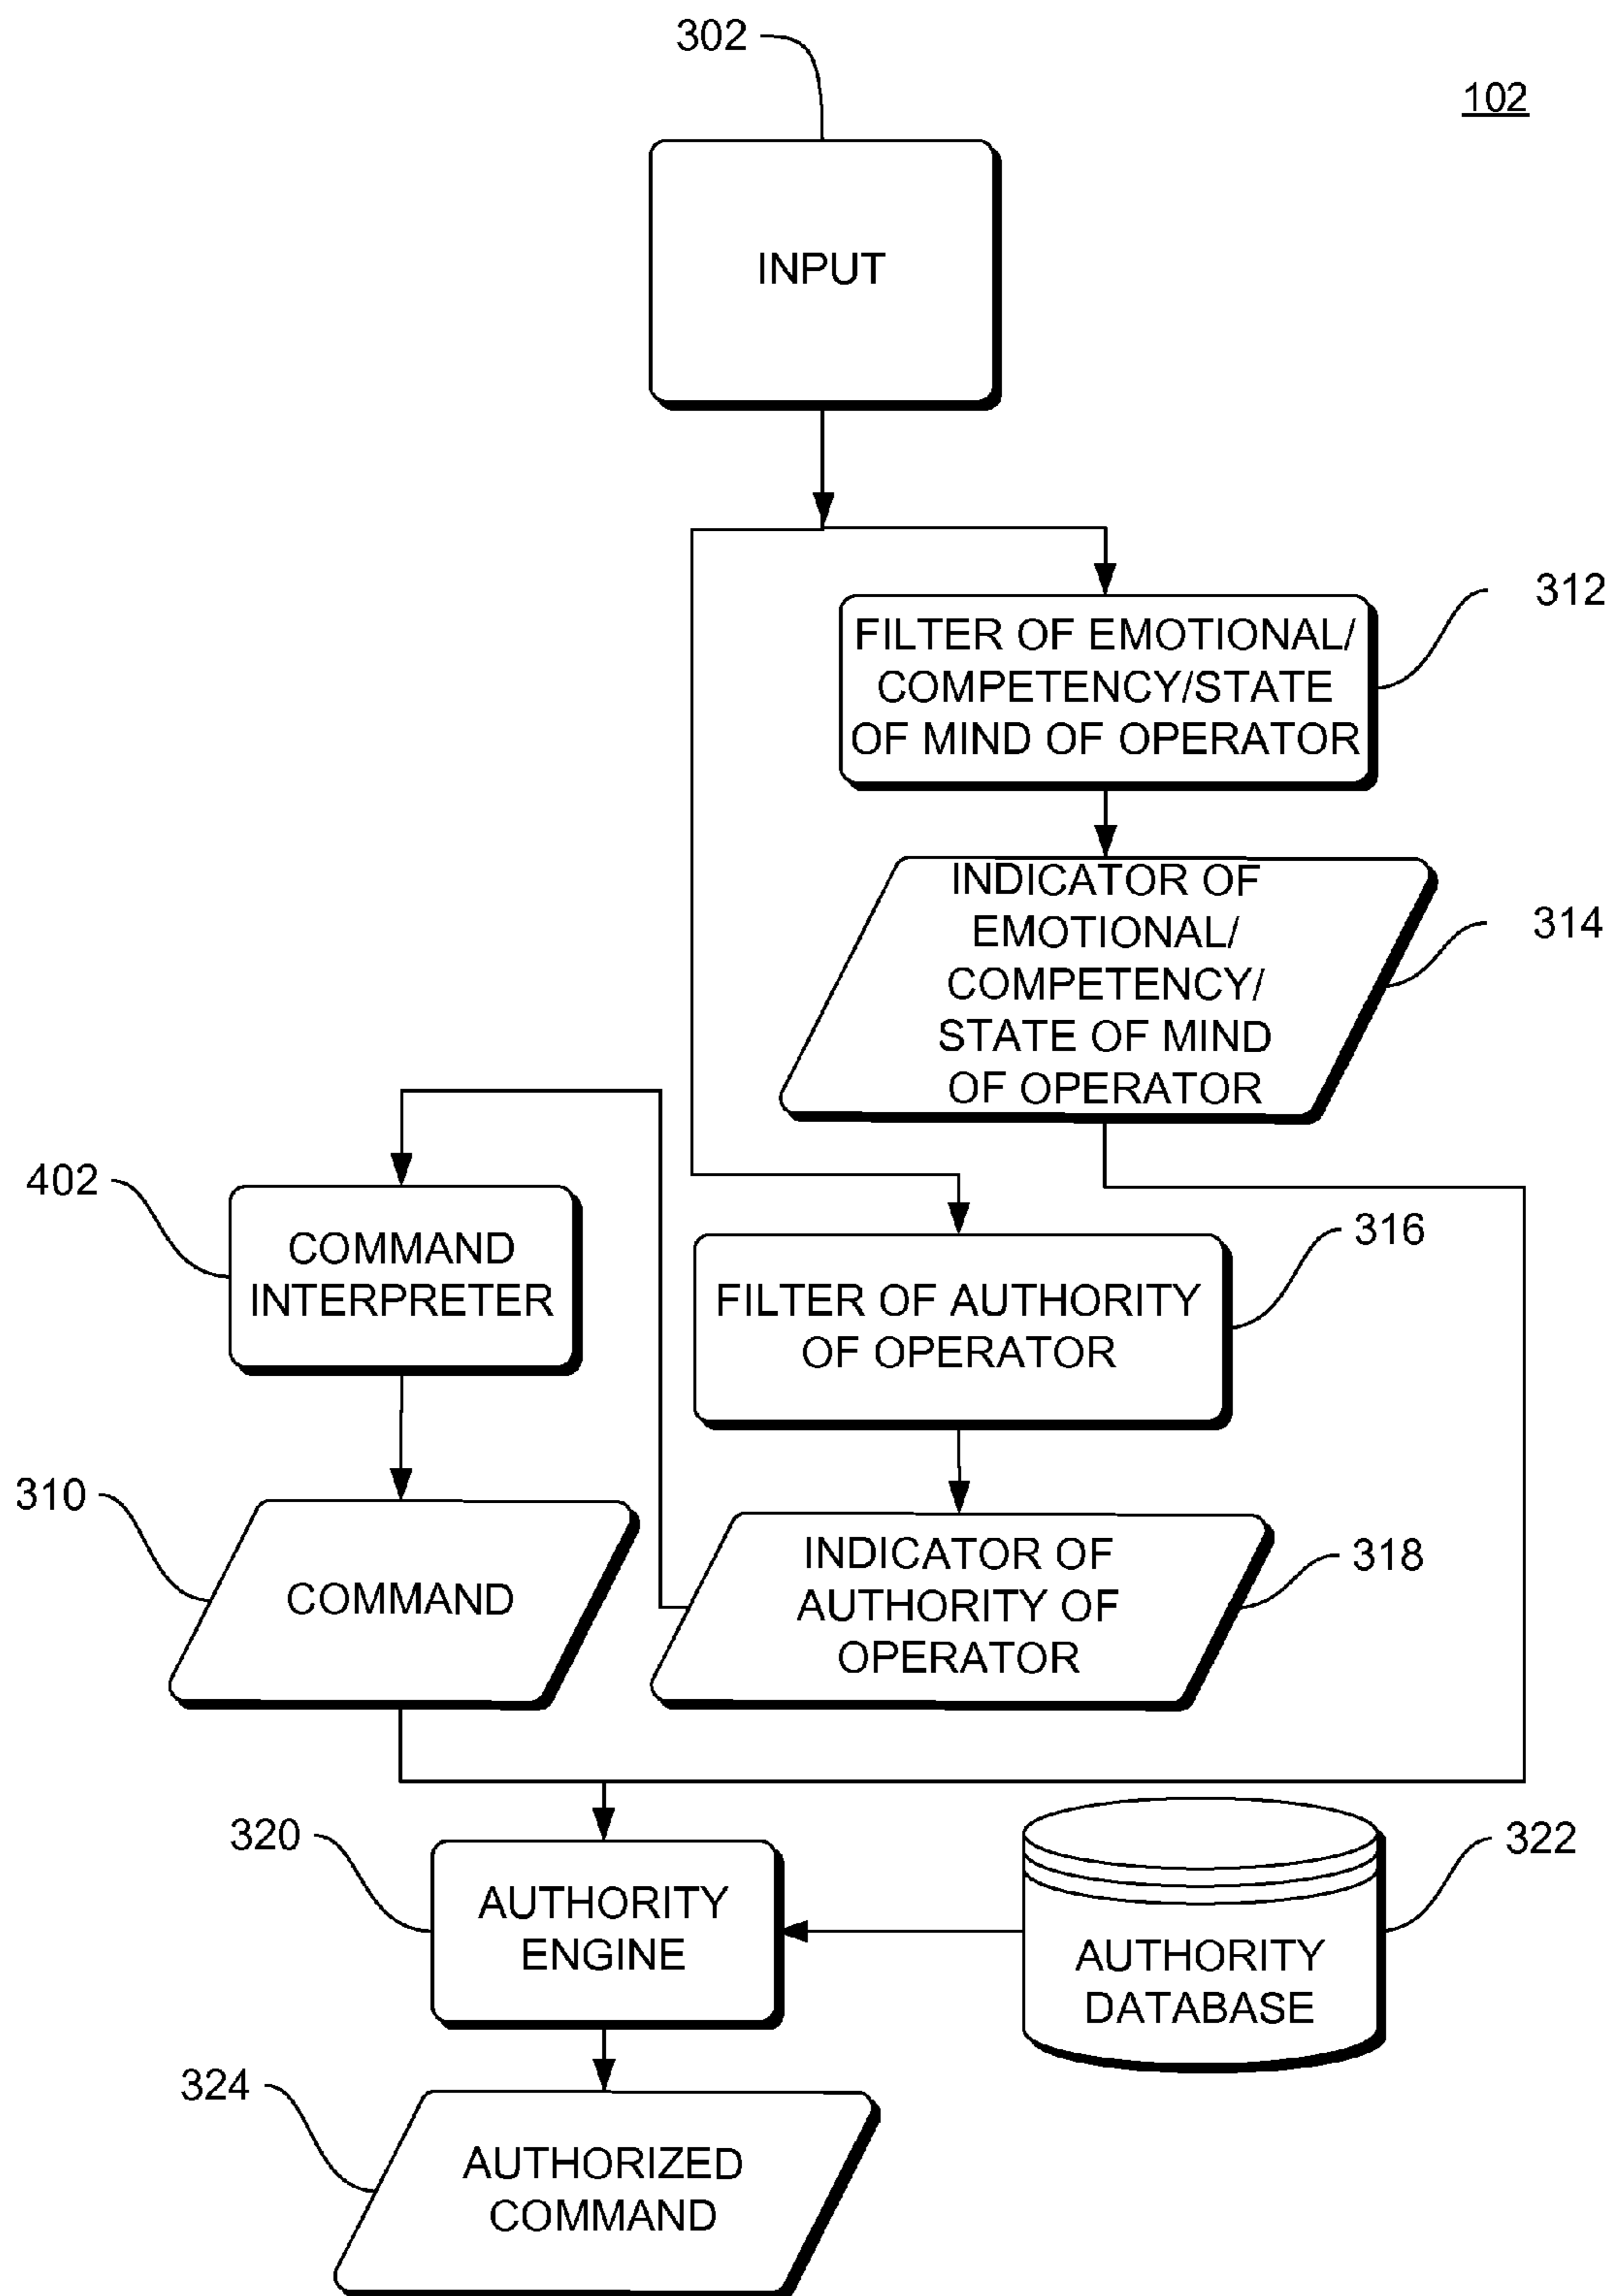 302
102
INPUT
312
FILTER OF EMOTIONAL/
COMPETENCY/STATE
OF MIND OF OPERATOR
INDICATOR OF
EMOTIONAL/
COMPETENCY/
STATE OF MIND
OF OPERATOR
314
402
COMMAND
INTERPRETER
316
FILTER OF AUTHORITY
OF OPERATOR
310
COMMAND
INDICATOR OF
AUTHORITY OF
OPERATOR
318
320
AUTHORITY
ENGINE
322
AUTHORITY
DATABASE
324
AUTHORIZED
COMMAND